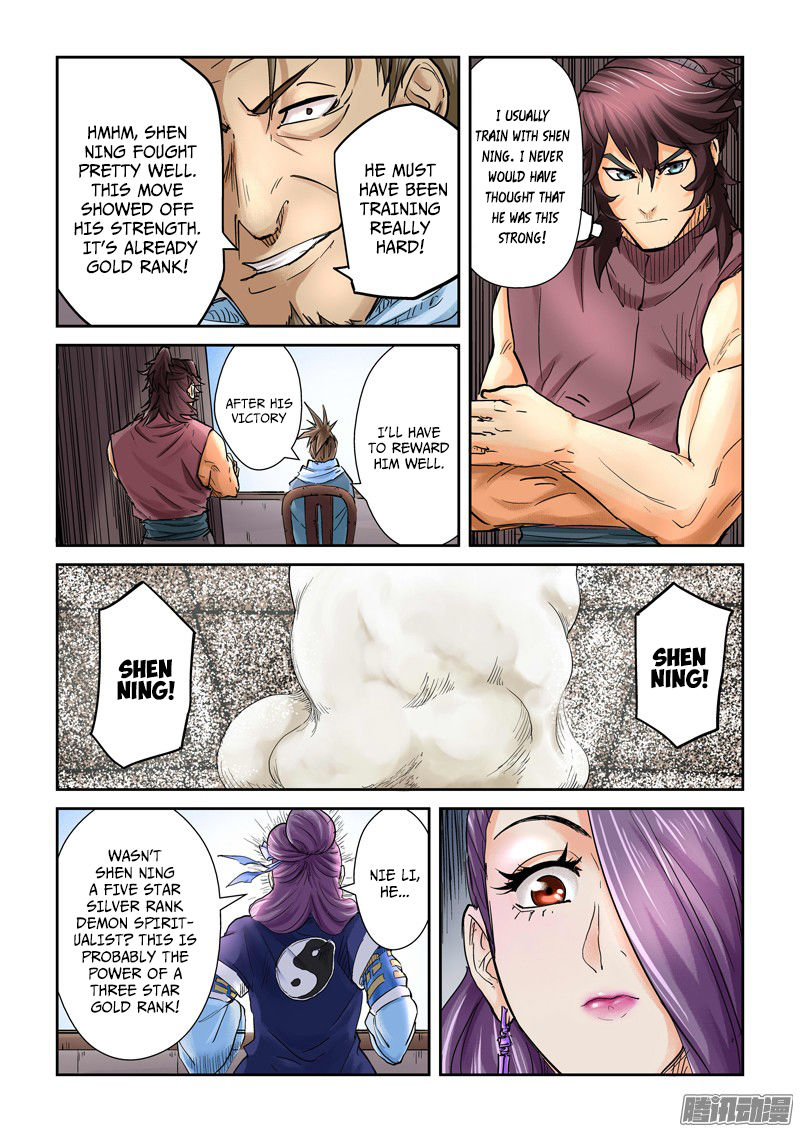 HMHM, SHEN
NING FOUGHT
PRETTY WELL.
THIS MOVE
SHOWED OFF
HIS STRENGTH.
IT'S ALREADY
GOLD RANK!
HE MUST
HAVE BEEN
TRAINING
REALLY
HARD!
I USUALLY
TRAIN WITH SHEN
NING. I NEVER
WOULD HAVE
THOUGHT THAT
HE WAS THIS
STRONG!
AFTER HIS
VICTORY
I'LL HAVE
TO REWARD
HIM WELL.
SHEN
NING!
SHEN
NING!
WASN'T
SHEN NING
A FIVE STAR
SILVER RANK
DEMON SPIRIT-
UALIST? THIS IS
PROBABLY THE
POWER OF A
THREE STAR
GOLD RANK!
NIE LI,
HE...
腾讯动漫